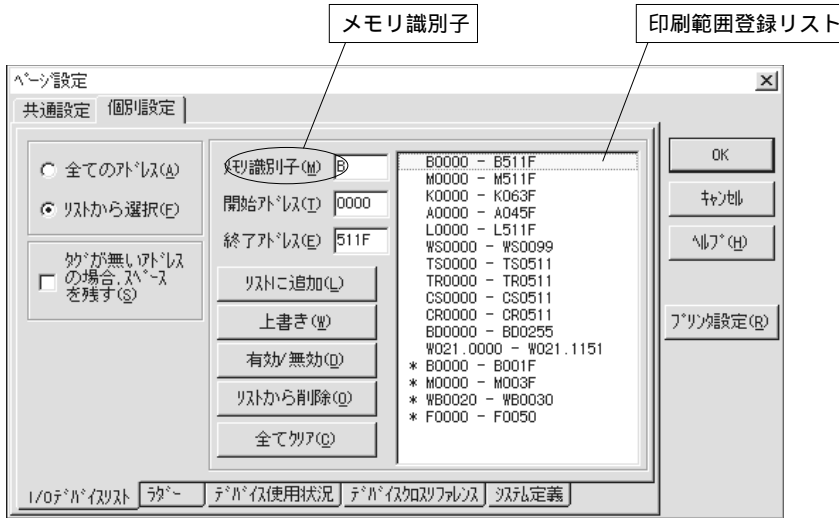 メモリ識別子
印刷範囲登録リスト
ﾍﾟｰｼﾞ設定
共通設定
個別設定
全てのｱﾄﾞﾚｽ(A)
ﾘｽﾄから選択(F)
ﾀｸﾞが無いｱﾄﾞﾚｽ
の場合､ｽﾍﾟｰｽ
を残す(S)
ﾒﾓﾘ識別子(M) B
開始ｱﾄﾞﾚｽ(T) 0000
終了ｱﾄﾞﾚｽ(E) 511F
ﾘｽﾄに追加(L)
上書き(W)
有効/無効(D)
ﾘｽﾄから削除(O)
全てｸﾘｱ(C)
B0000 - B511F
M0000 - M511F
K0000 - K063F
A0000 - A045F
L0000 - L511F
WS0000 - WS0099
TS0000 - TS0511
TR0000 - TR0511
CS0000 - CS0511
CR0000 - CR0511
BD0000 - BD0255
W021.0000 - W021.1151
* B0000 - B001F
* M0000 - M003F
* WB0020 - WB0030
* F0000 - F0050
OK
ｷｬﾝｾﾙ
ﾍﾙﾌﾟ(H)
ﾌﾟﾘﾝﾀ設定(R)
I/Oﾃﾞﾊﾞｲｽﾘｽﾄ
ﾗﾀﾞｰ
ﾃﾞﾊﾞｲｽ使用状況
ﾃﾞﾊﾞｲｽｸﾛｽﾘﾌｧﾚﾝｽ
ｼｽﾃﾑ定義